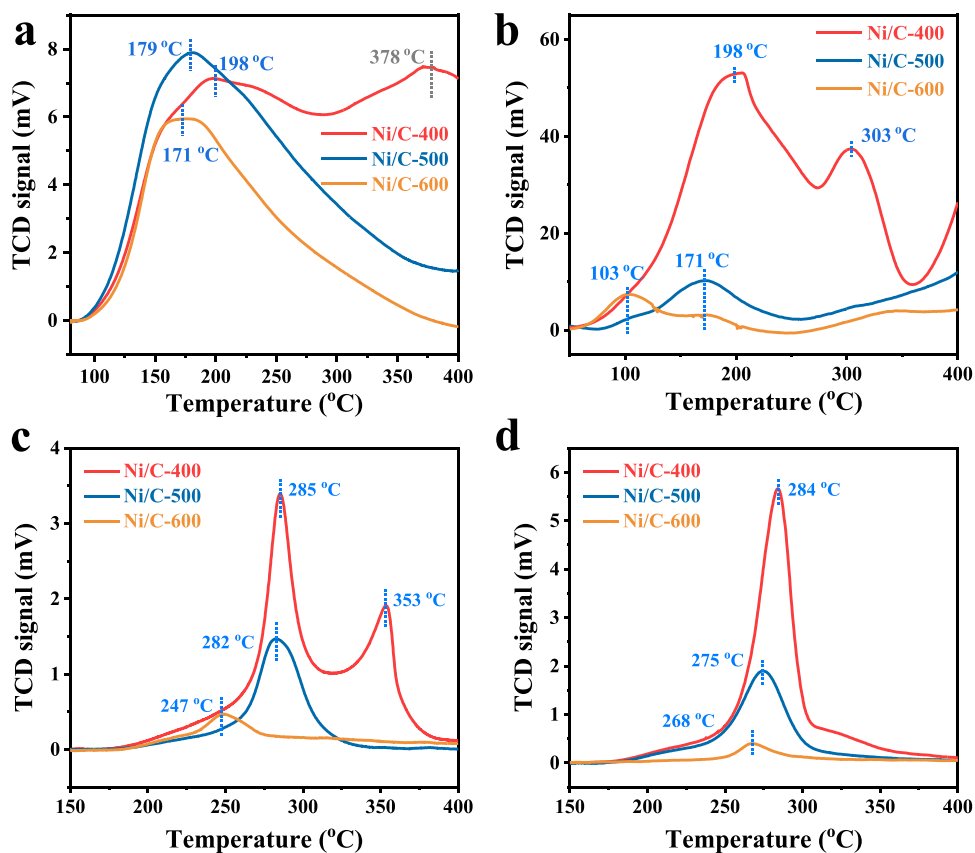 a
TCD signal (mV)
8
6
4
2
0
179 °C
198 °C
378 °C
171 °C
Ni/C-400
Ni/C-500
Ni/C-600
100
150
200
250
300
350
400
Temperature (°C)
b
TCD signal (mV)
60
40
20
0
198 °C
303 °C
103 °C
171 °C
Ni/C-400
Ni/C-500
Ni/C-600
100
200
300
400
Temperature (°C)
c
TCD signal (mV)
4
3
2
1
0
Ni/C-400
Ni/C-500
Ni/C-600
285 °C
353 °C
282 °C
247 °C
150
200
250
300
350
400
Temperature (°C)
d
TCD signal (mV)
6
5
4
3
2
1
0
Ni/C-400
Ni/C-500
Ni/C-600
284 °C
275 °C
268 °C
150
200
250
300
350
400
Temperature (°C)